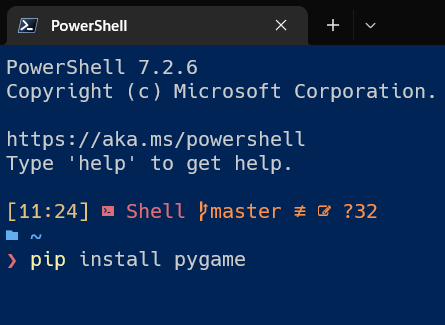 PowerShell
PowerShell 7.2.6
Copyright (c) Microsoft Corporation.
https://aka.ms/powershell
Type 'help' to get help.
[11:24] Shell master ≢ ?32
~
❯ pip install pygame